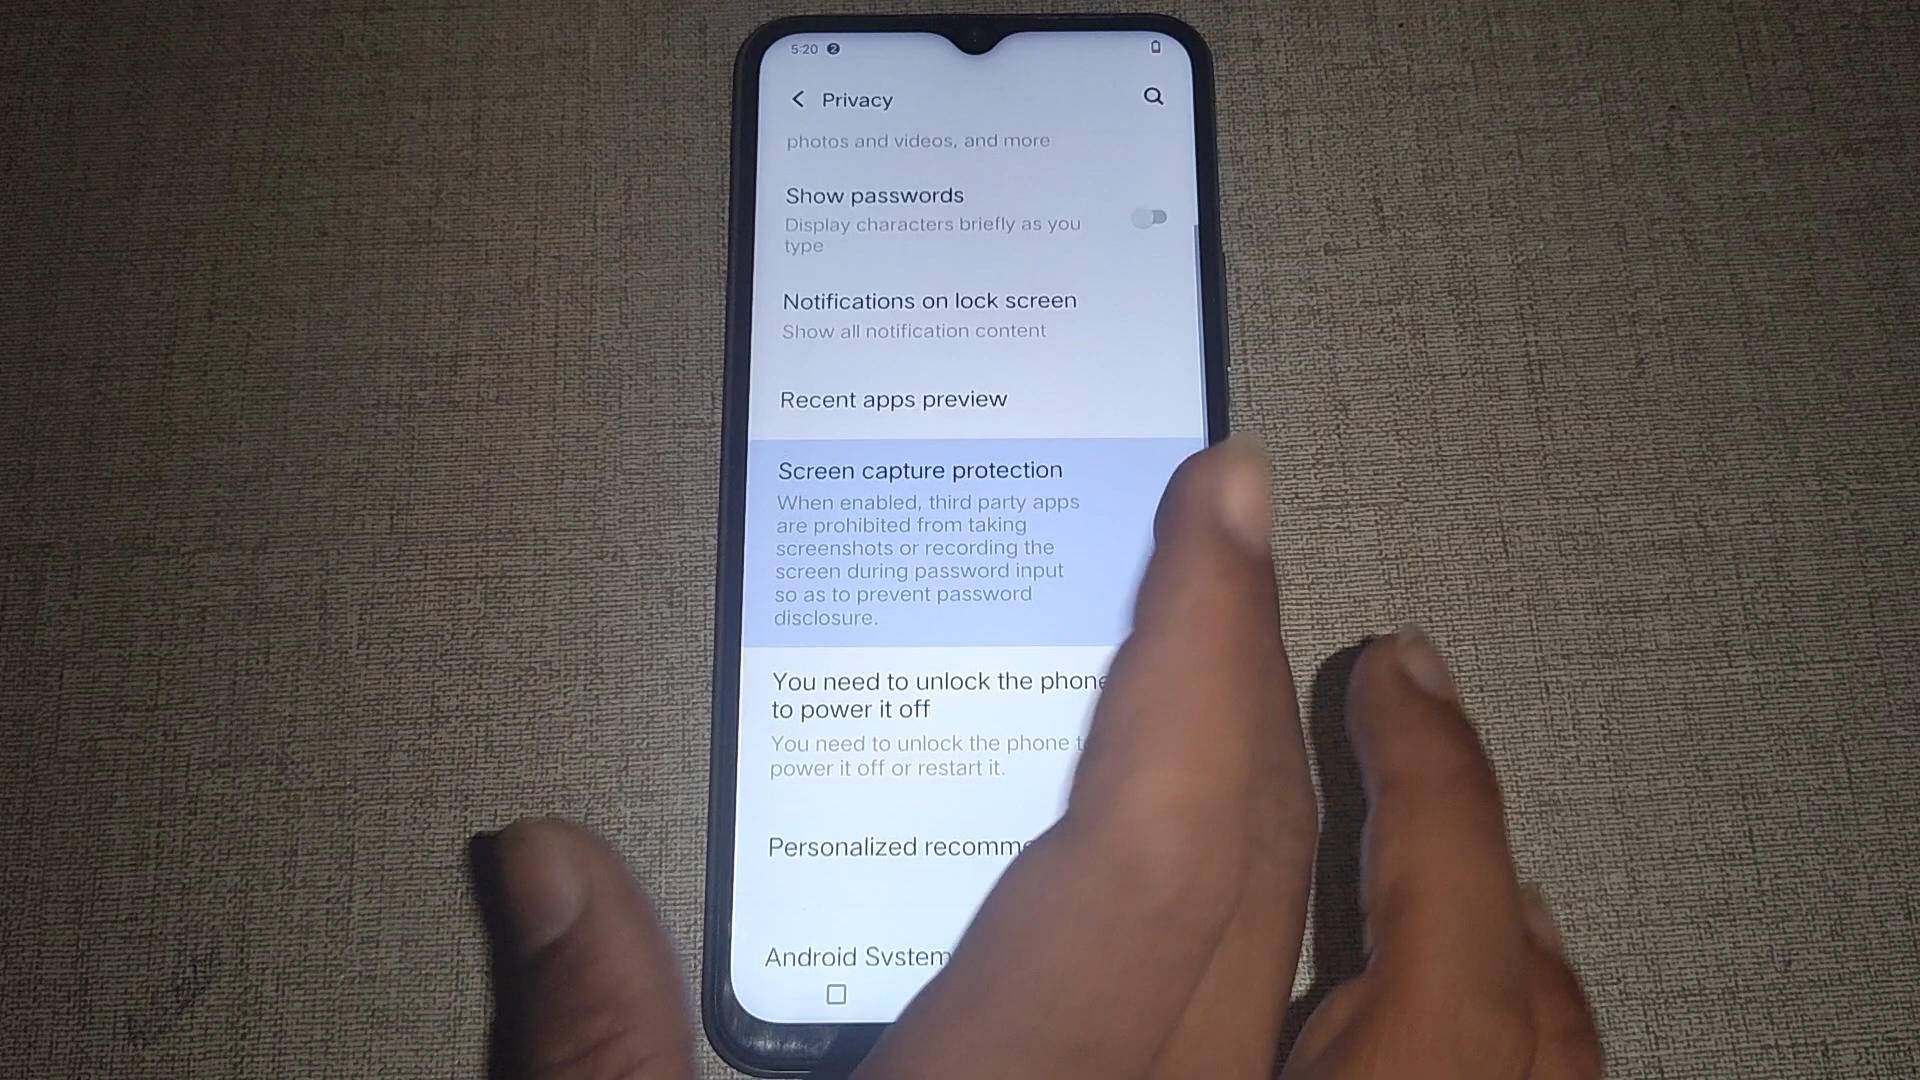 5:20 2
Privacy
photos and videos, and more
Show passwords
Display characters briefly as you
type
Notifications on lock screen
Show all notification content
Recent apps preview
Screen capture protection
When enabled, third party apps
are prohibited from taking
screenshots or recording the
screen during password input
so as to prevent password
disclosure.
You need to unlock the phone
to power it off
You need to unlock the phone
power it off or restart it.
Personalized
Android System